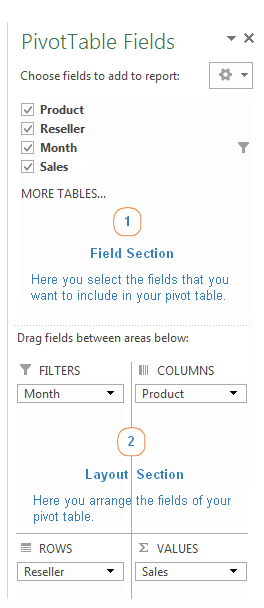 PivotTable Fields
Choose fields to add to report:
Product
Reseller
Month
Sales
MORE TABLES...
1
Field Section
Here you select the fields that you
want to include in your pivot table.
Drag fields between areas below:
FILTERS
COLUMNS
Month
Product
2
Layout Section
Here you arrange the fields of your
pivot table.
ROWS
Σ VALUES
Reseller
Sales